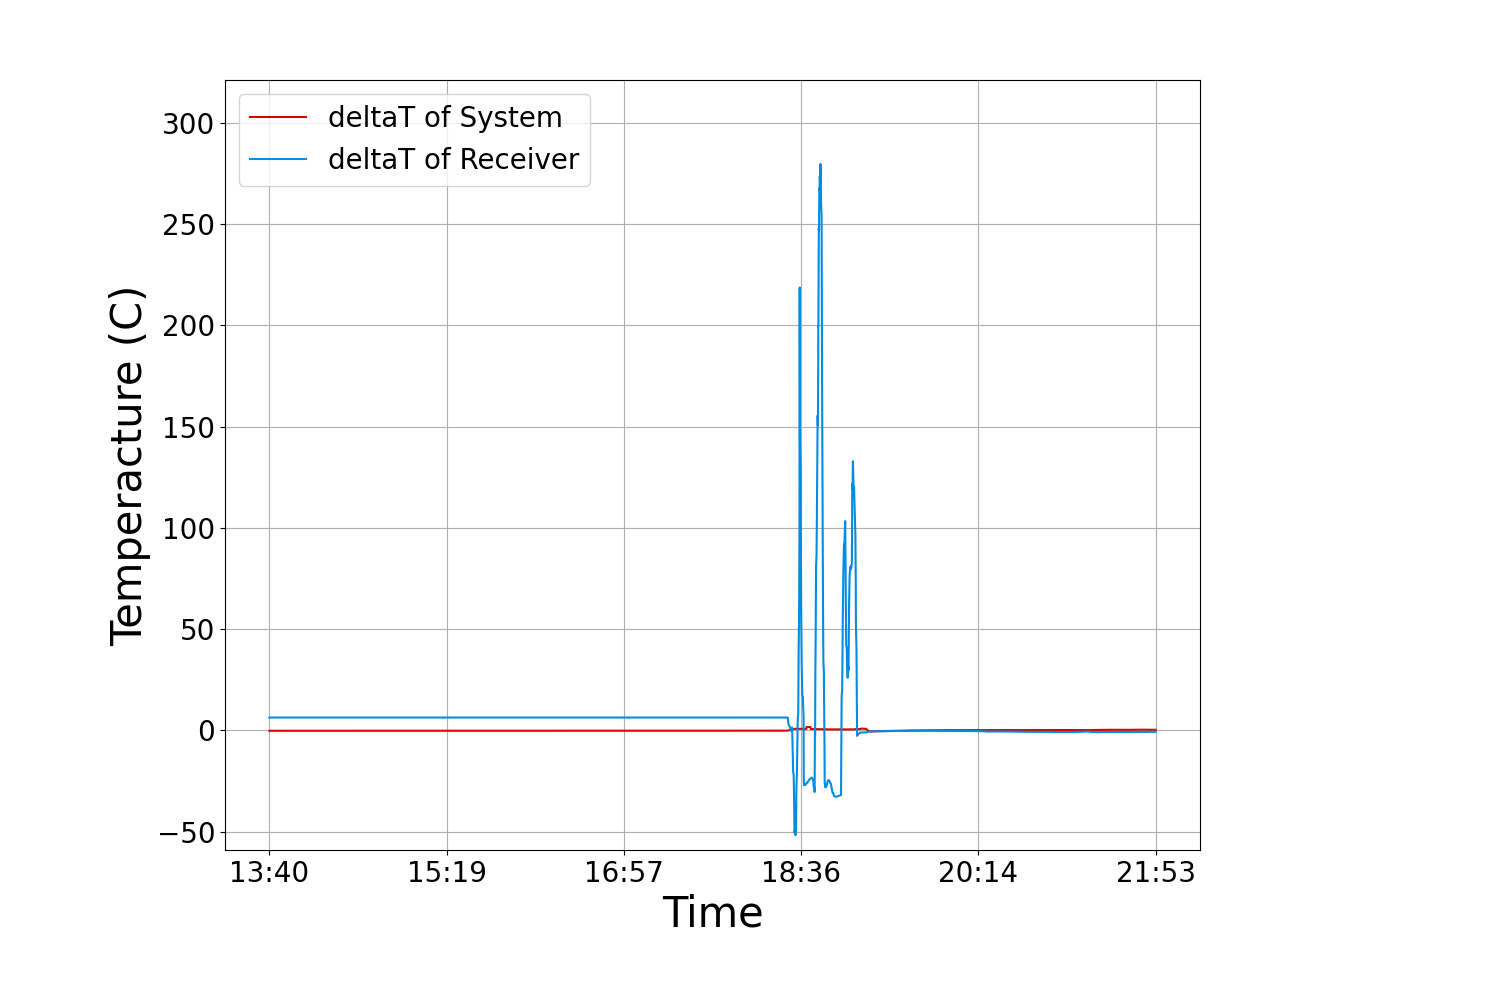 deltaT of System
deltaT of Receiver
300
250
200
150
100
50
0
−50
Temperacture (C)
13:40 15:19 16:57 18:36 20:14 21:53
Time